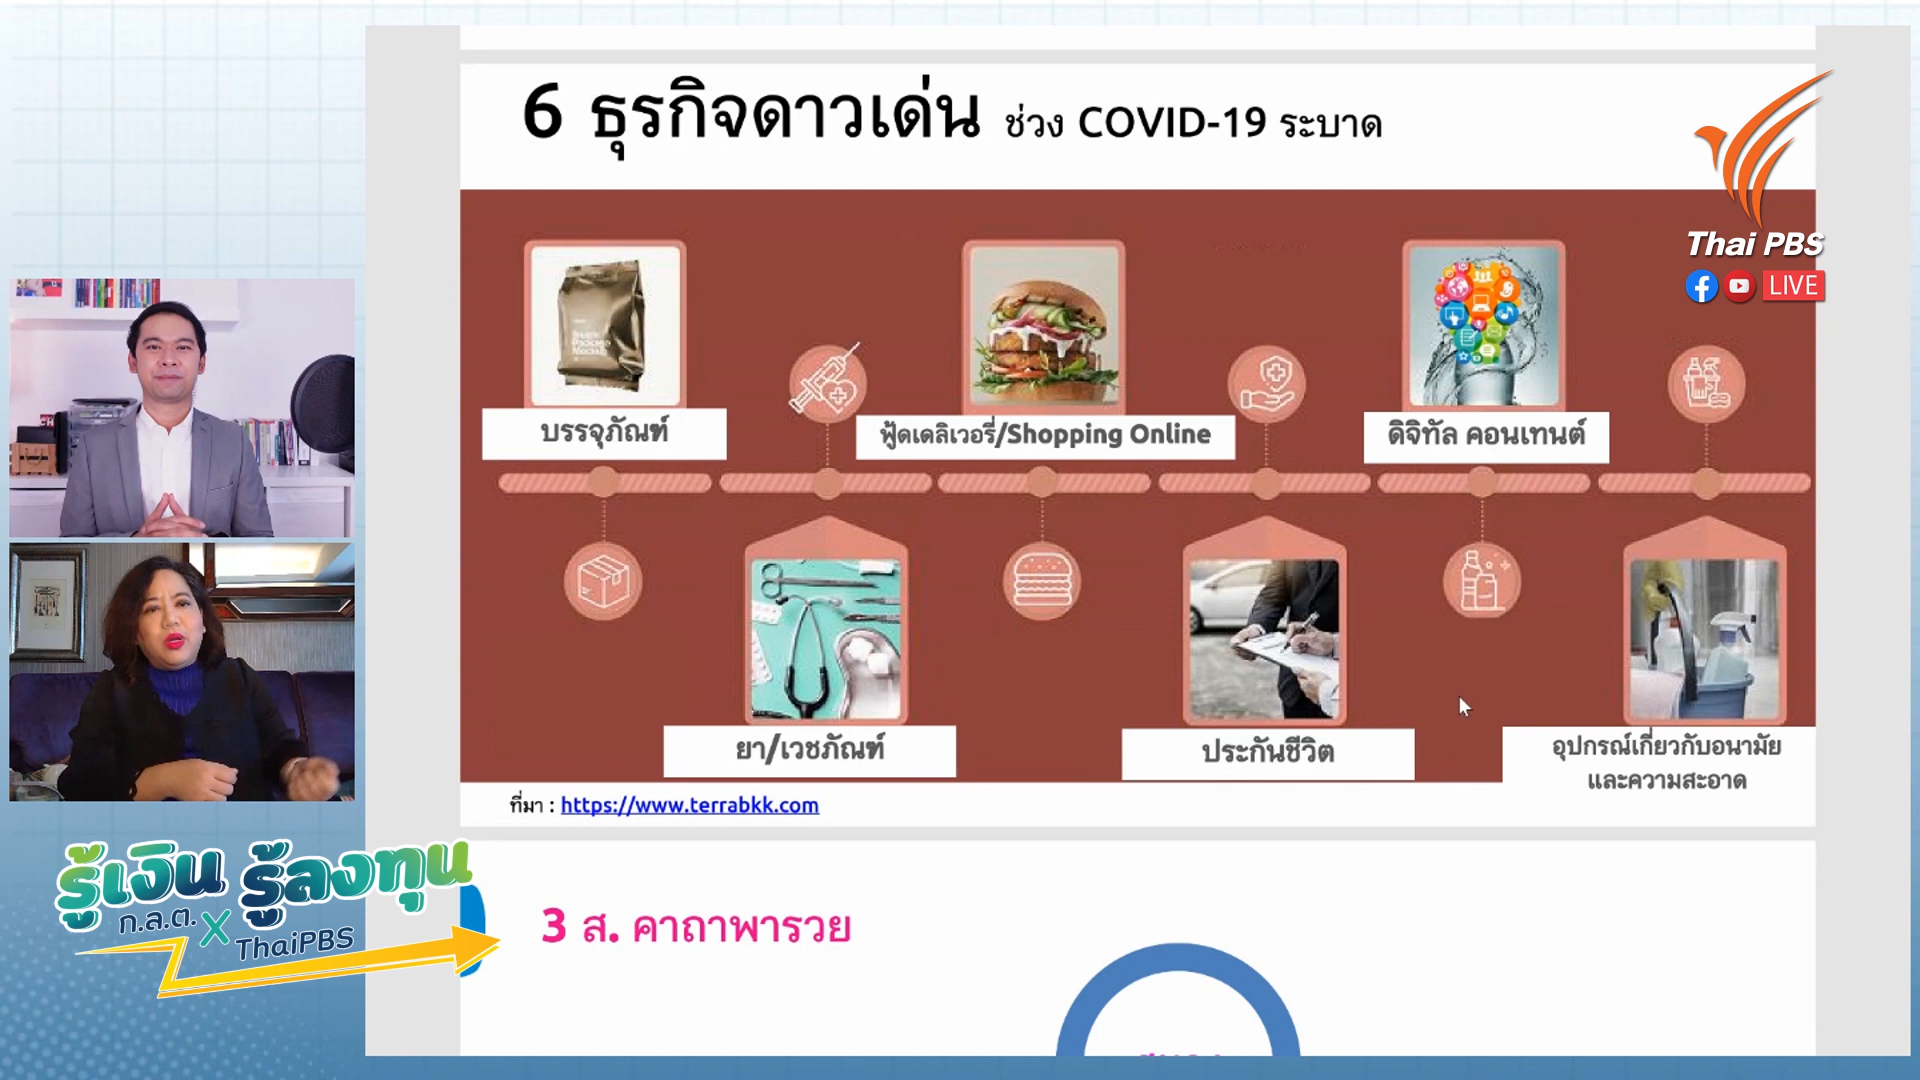 6 ธุรกิจดาวเด่น ช่วง COVID-19 ระบาด
Thai PBS
LIVE
บรรจุภัณฑ์
ฟู้ดเดลิเวอรี่/Shopping Online
ดิจิทัล คอนเทนต์
ยา/เวชภัณฑ์
ประกันชีวิต
อุปกรณ์เกี่ยวกับอนามัย
และความสะอาด
ที่มา : https://www.terrabkk.com
รู้เงิน รู้ลงทุน
ก.ล.ต. X ThaiPBS
3 ส. คาถาพารวย